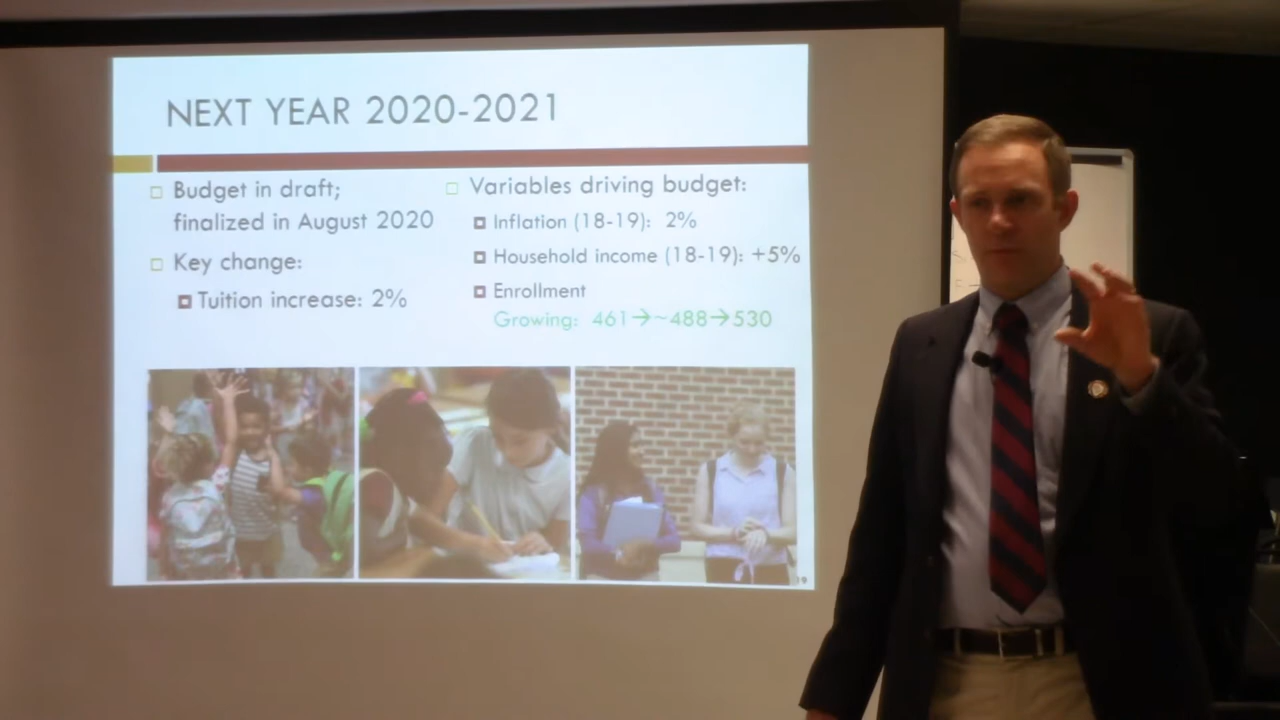 NEXT YEAR 2020-2021
Budget in draft;
finalized in August 2020
Key change:
Tuition increase: 2%
Variables driving budget:
Inflation (18-19): 2%
Household income (18-19): +5%
Enrollment
Growing: 461→~488→530